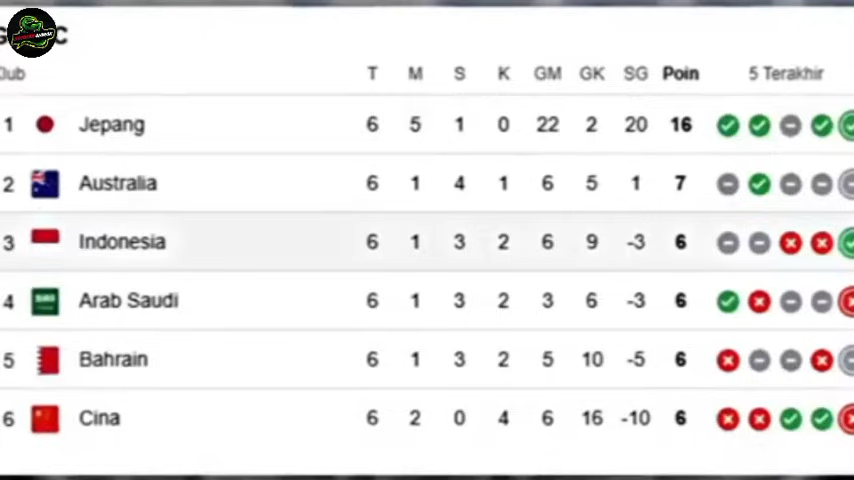 C
T M S K GM GK SG Poin 5 Terakhir
1 Jepang 6 5 1 0 22 2 20 16
2 Australia 6 1 4 1 6 5 1 7
3 Indonesia 6 1 3 2 6 9 -3 6
4 Arab Saudi 6 1 3 2 3 6 -3 6
5 Bahrain 6 1 3 2 5 10 -5 6
6 Cina 6 2 0 4 6 16 -10 6